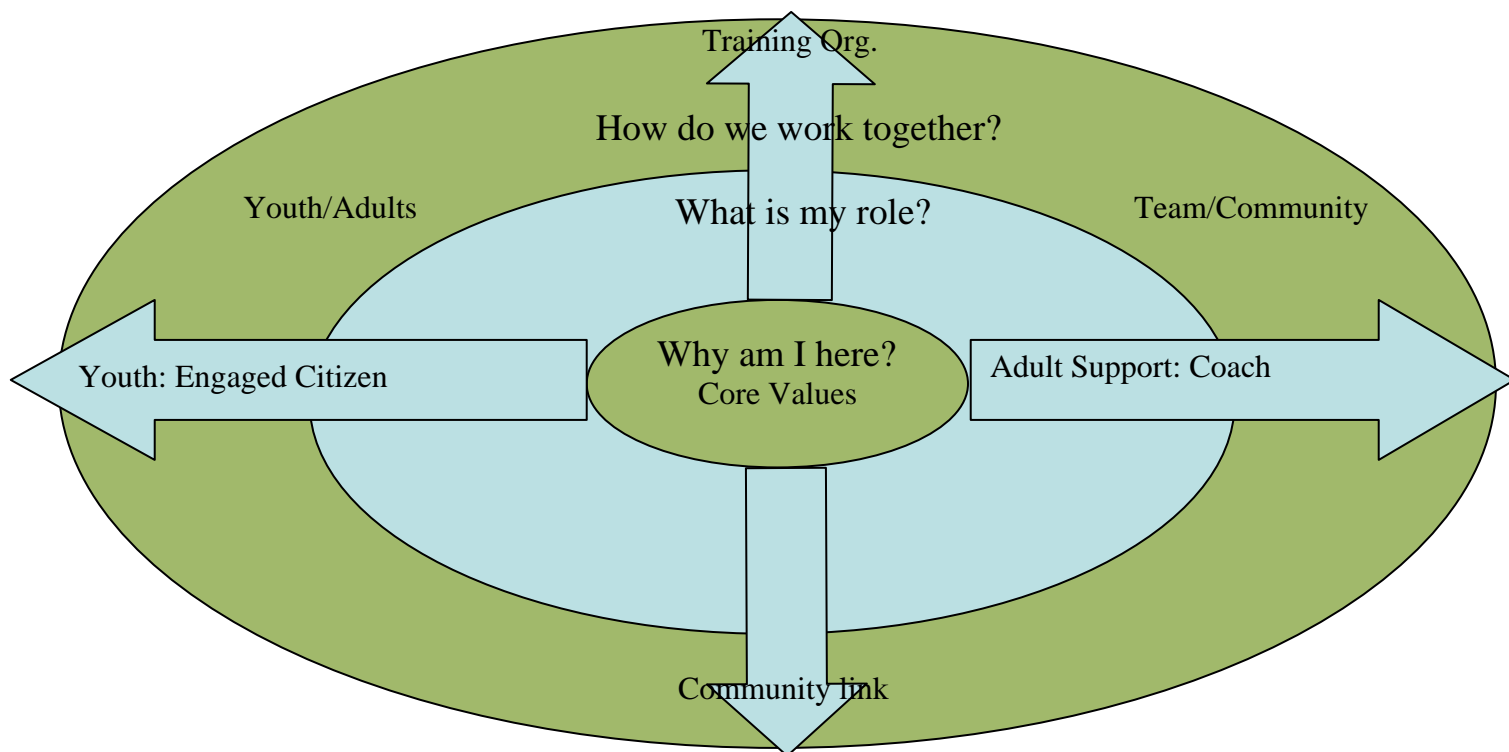 Training Org.
How do we work together?
Youth/Adults
What is my role?
Team/Community
Why am I here?
Core Values
Youth: Engaged Citizen
Adult Support: Coach
Community link